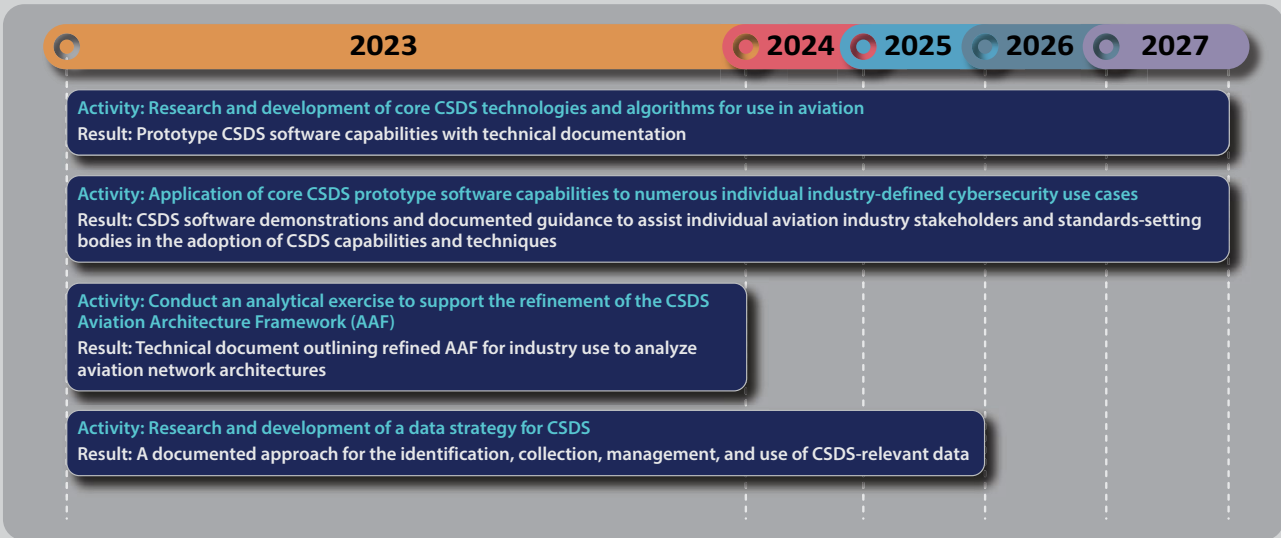 2023 2024 2025 2026 2027
Activity: Research and development of core CSDS technologies and algorithms for use in aviation
Result: Prototype CSDS software capabilities with technical documentation
Activity: Application of core CSDS prototype software capabilities to numerous individual industry-defined cybersecurity use cases
Result: CSDS software demonstrations and documented guidance to assist individual aviation industry stakeholders and standards-setting
bodies in the adoption of CSDS capabilities and techniques
Activity: Conduct an analytical exercise to support the refinement of the CSDS
Aviation Architecture Framework (AAF)
Result: Technical document outlining refined AAF for industry use to analyze
aviation network architectures
Activity: Research and development of a data strategy for CSDS
Result: A documented approach for the identification, collection, management, and use of CSDS-relevant data